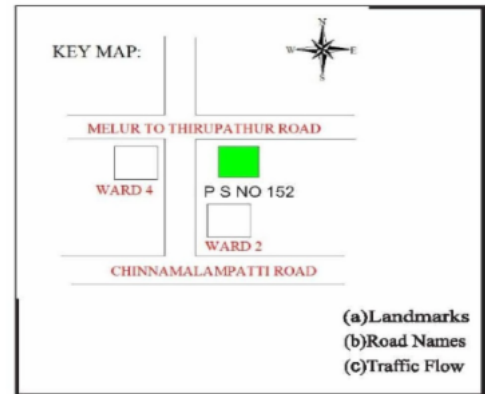 N
KEY MAP:
W E
S
MELUR TO THIRUPATHUR ROAD
WARD 4
P S NO 152
WARD 2
CHINNAMALAMPATTI ROAD
(a)Landmarks
(b)Road Names
(c)Traffic Flow